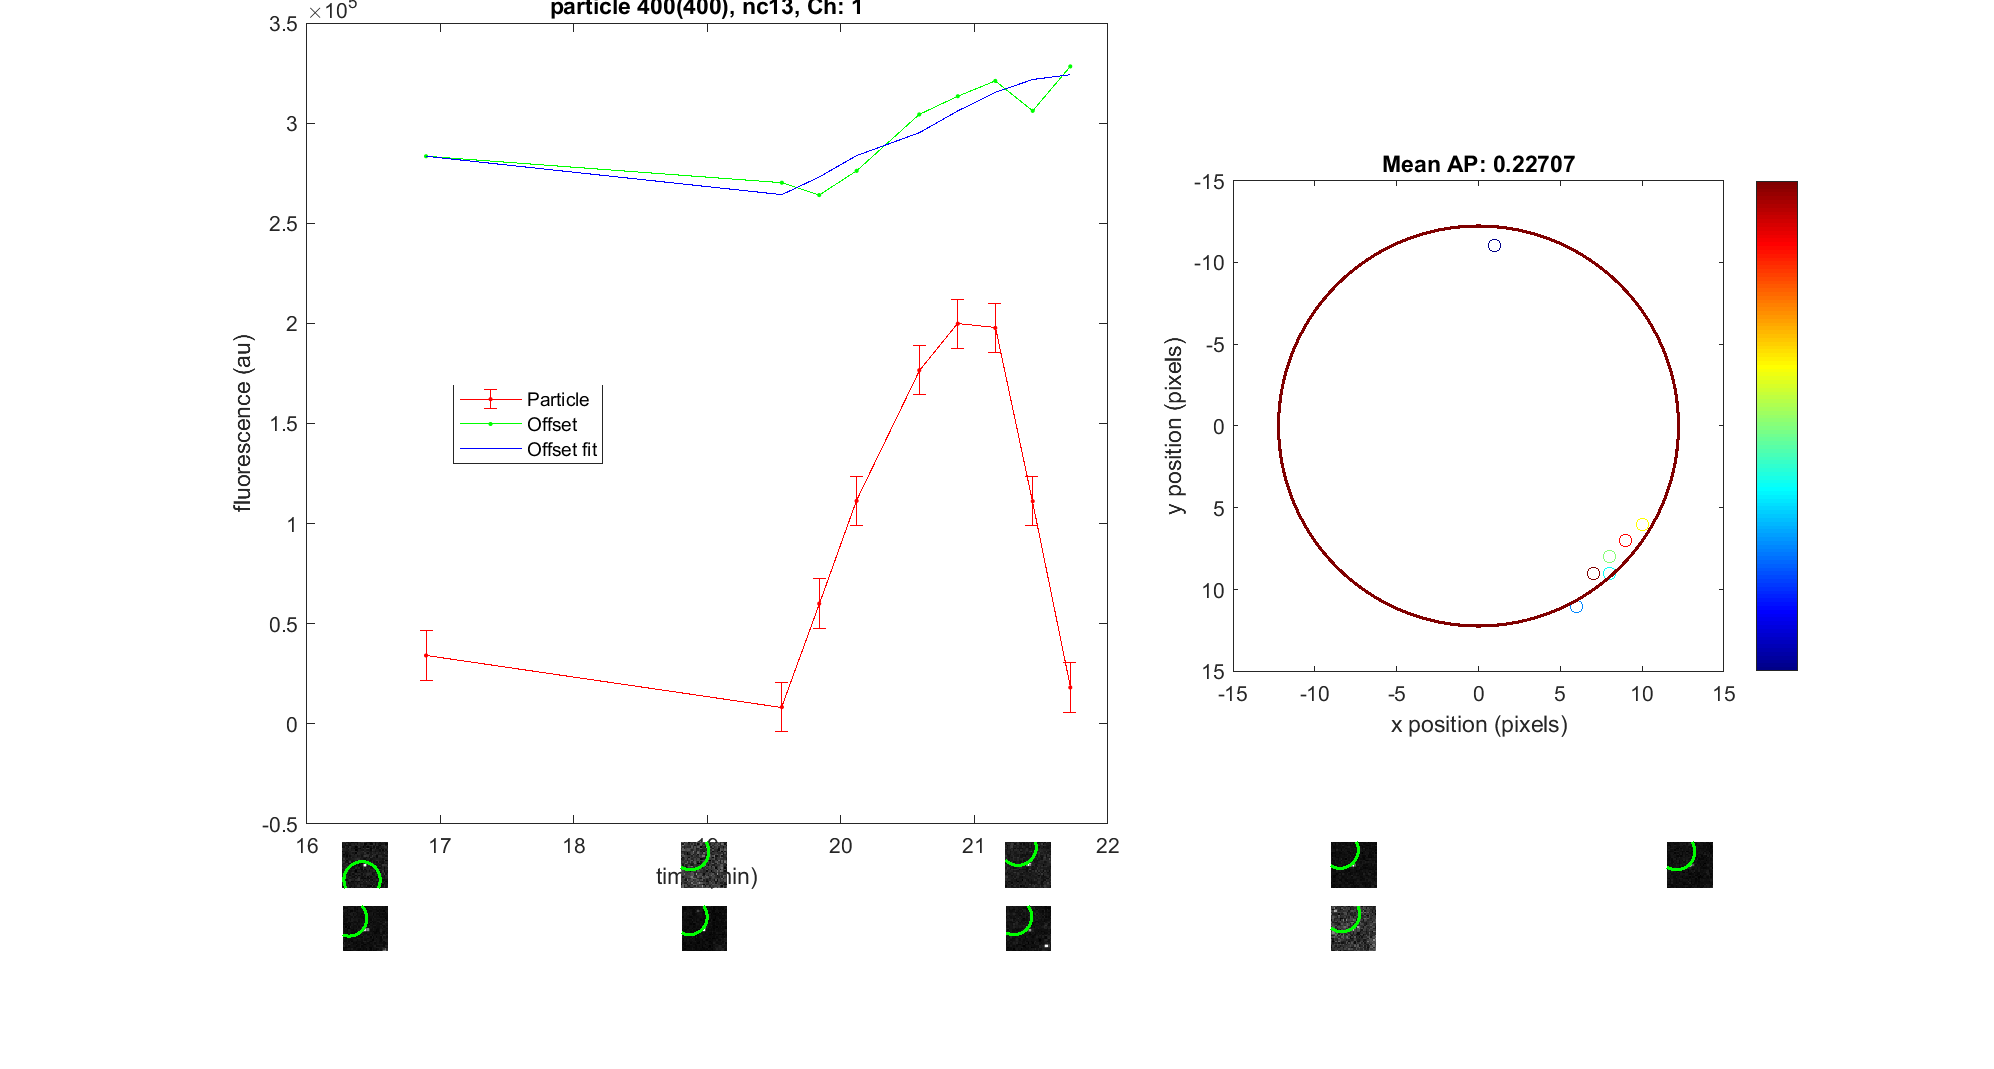 ×10⁵
particle 400(400), nc13, Ch: 1
3.5
3
2.5
2
1.5
1
0.5
0
-0.5
fluorescence (au)
Particle
Offset
Offset fit
16 17 18 19 20 21 22
Mean AP: 0.22707
-15
-10
-5
0
5
10
15
y position (pixels)
-15 -10 -5 0 5 10 15
x position (pixels)